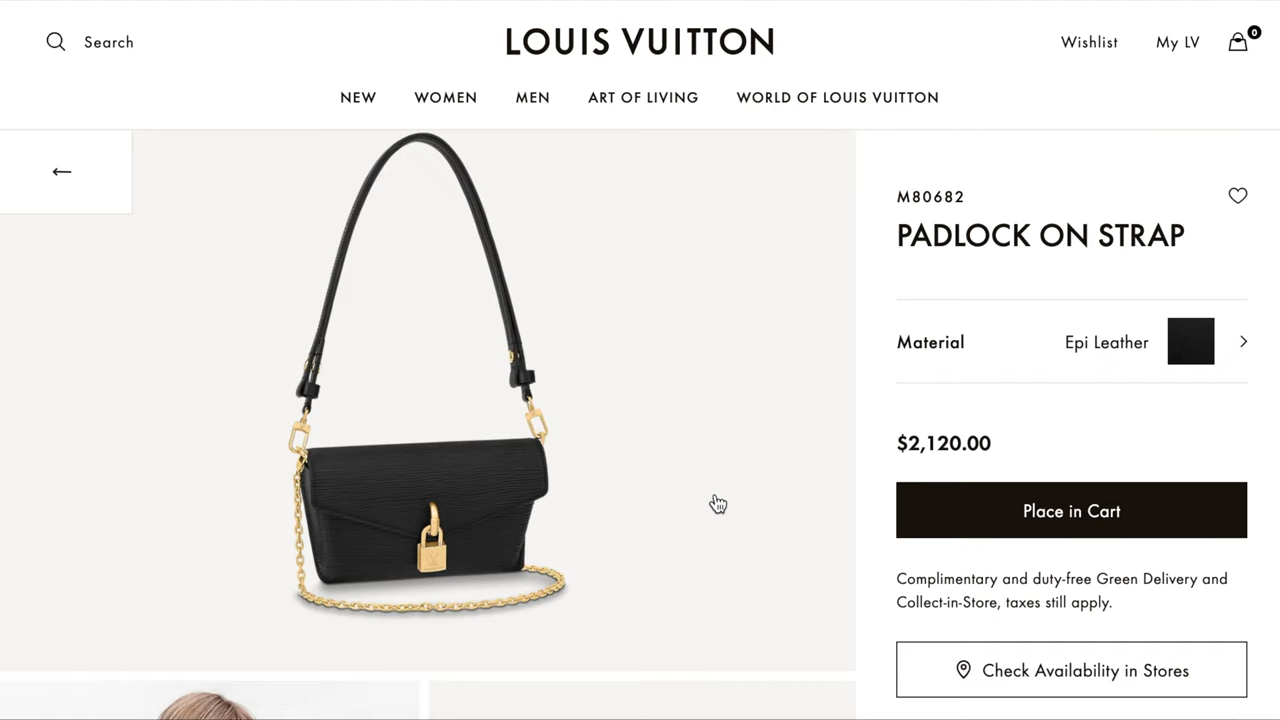 Search
LOUIS VUITTON
Wishlist
My LV
0
NEW
WOMEN
MEN
ART OF LIVING
WORLD OF LOUIS VUITTON
M80682
PADLOCK ON STRAP
Material
Epi Leather
$2,120.00
Place in Cart
Complimentary and duty-free Green Delivery and
Collect-in-Store, taxes still apply.
Check Availability in Stores